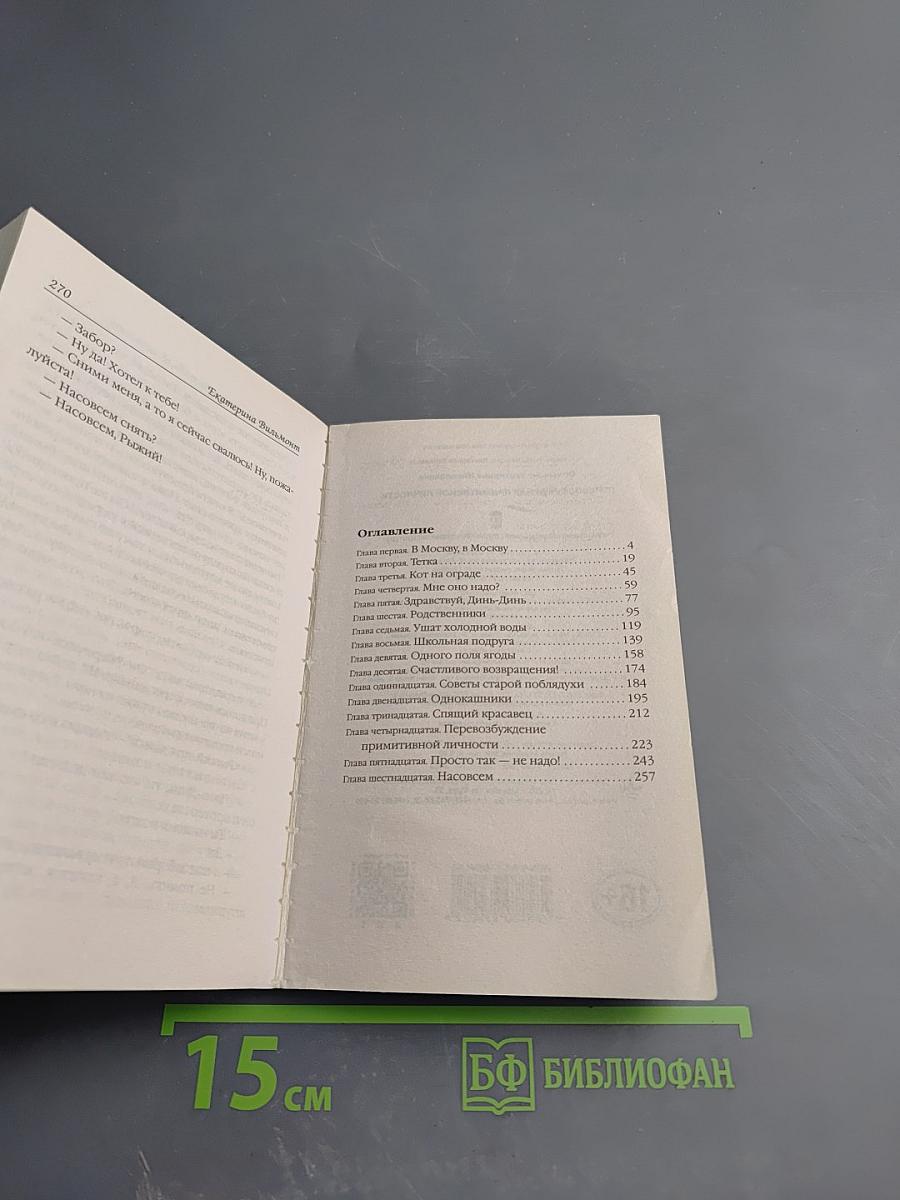 270
Екатерина Вильмонт
— Забор?
— Ну да! Хотел к тебе!
— Сними меня, а то я сейчас свалюсь! Ну, пожа-
луйста!
— Насовсем снять?
— Насовсем, Рыжий!
Оглавление
Глава первая. В Москву, в Москву 4
Глава вторая. Тетка 19
Глава третья. Кот на ограде 45
Глава четвертая. Мне оно надо? 59
Глава пятая. Здравствуй, Динь-Динь 77
Глава шестая. Родственники 95
Глава седьмая. Ушат холодной воды 119
Глава восьмая. Школьная подруга 139
Глава девятая. Одного поля ягоды 158
Глава десятая. Счастливого возвращения! 174
Глава одиннадцатая. Советы старой поблядухи 184
Глава двенадцатая. Однокашники 195
Глава тринадцатая. Спящий красавец 212
Глава четырнадцатая. Перевозбуждение
примитивной личности 223
Глава пятнадцатая. Просто так — не надо! 243
Глава шестнадцатая. Насовсем 257
15 см
БФ БИБЛИОФАН